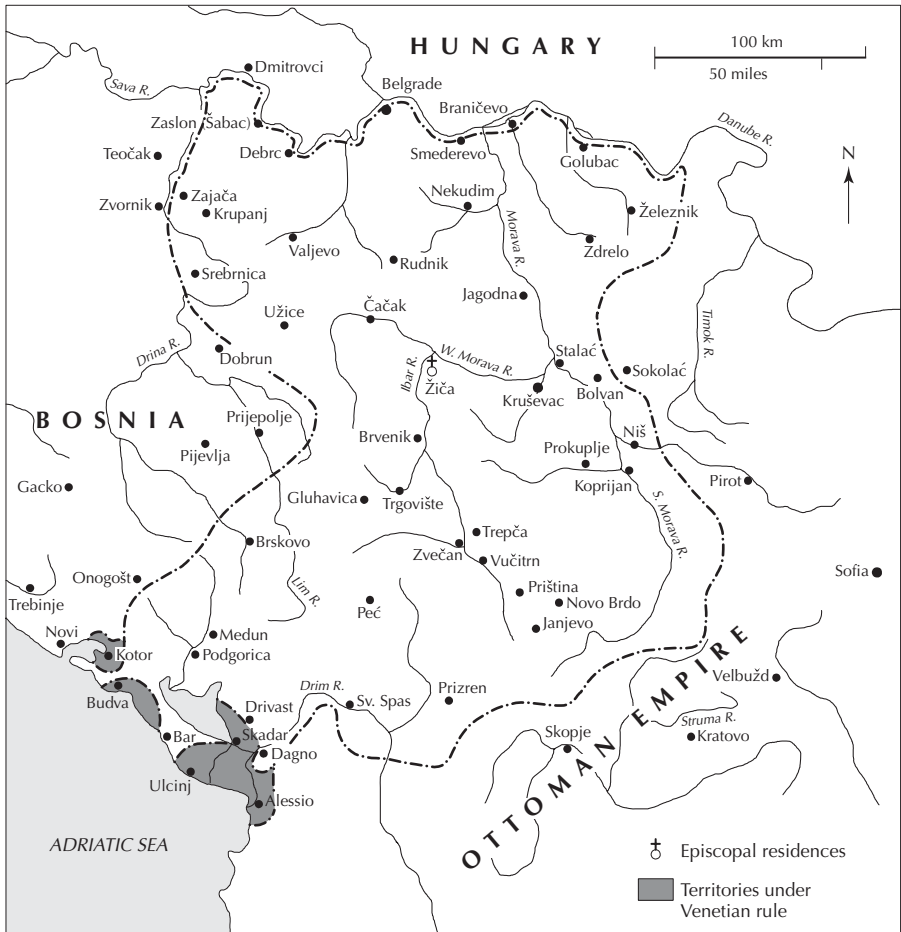 HUNGARY
100 km
50 miles
Dmitrovci
Sava R.
Belgrade
Braničevo
Zaslon (Šabac)
Danube R.
Teočak
Debrc
Smederevo
Golubac
N
Zajača
Nekudim
Zvornik
Krupanj
Železnik
Morava R.
Valjevo
Zdrelo
Rudnik
Srebrnica
Jagodna
Užice
Čačak
Timok R.
Drina R.
Dobrun
W. Morava R.
Stalać
Ibar R.
Žiča
Sokolać
Kruševac
Bolvan
BOSNIA
Prijepolje
Brvenik
Niš
Pijevlja
Prokuplje
Koprijan
Pirot
Gacko
Gluhavica
Trgovište
S. Morava R.
Trepča
Brskovo
Zvečan
Vučitrn
Sofia
Onogošt
Lim R.
Priština
Trebinje
Peć
Novo Brdo
Janjevo
Novi
Medun
Kotor
Podgorica
Velbužd
Budva
Drim R.
Sv. Spas
Prizren
Drivast
Struma R.
Bar
Skadar
Skopje
Kratovo
Dagno
Ulcinj
Alessio
OTTOMAN EMPIRE
ADRIATIC SEA
Episcopal residences
Territories under
Venetian rule